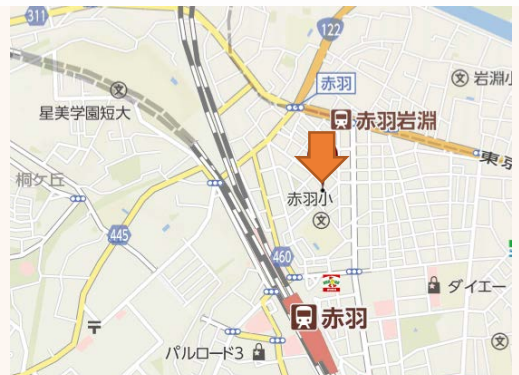 311
122
赤羽
岩淵小
星美学園短大
赤羽岩淵
東京
桐ケ丘
赤羽小
445
460
ダイエー
赤羽
パルロード3